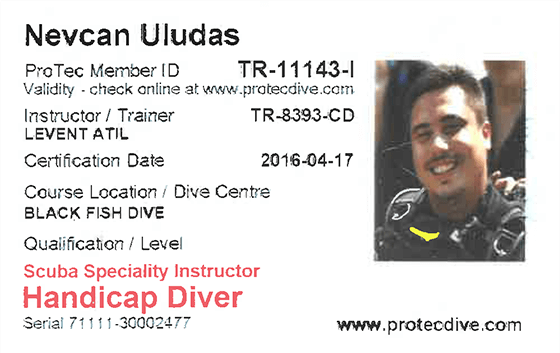 Nevcan Uludas
ProTec Member ID TR-11143-I
Validity - check online at www.protecdive.com
Instructor / Trainer TR-8393-CD
LEVENT ATIL
Certification Date 2016-04-17
Course Location / Dive Centre
BLACK FISH DIVE
Qualification / Level
Scuba Speciality Instructor
Handicap Diver
Serial 71111-30002477
www.protecdive.com